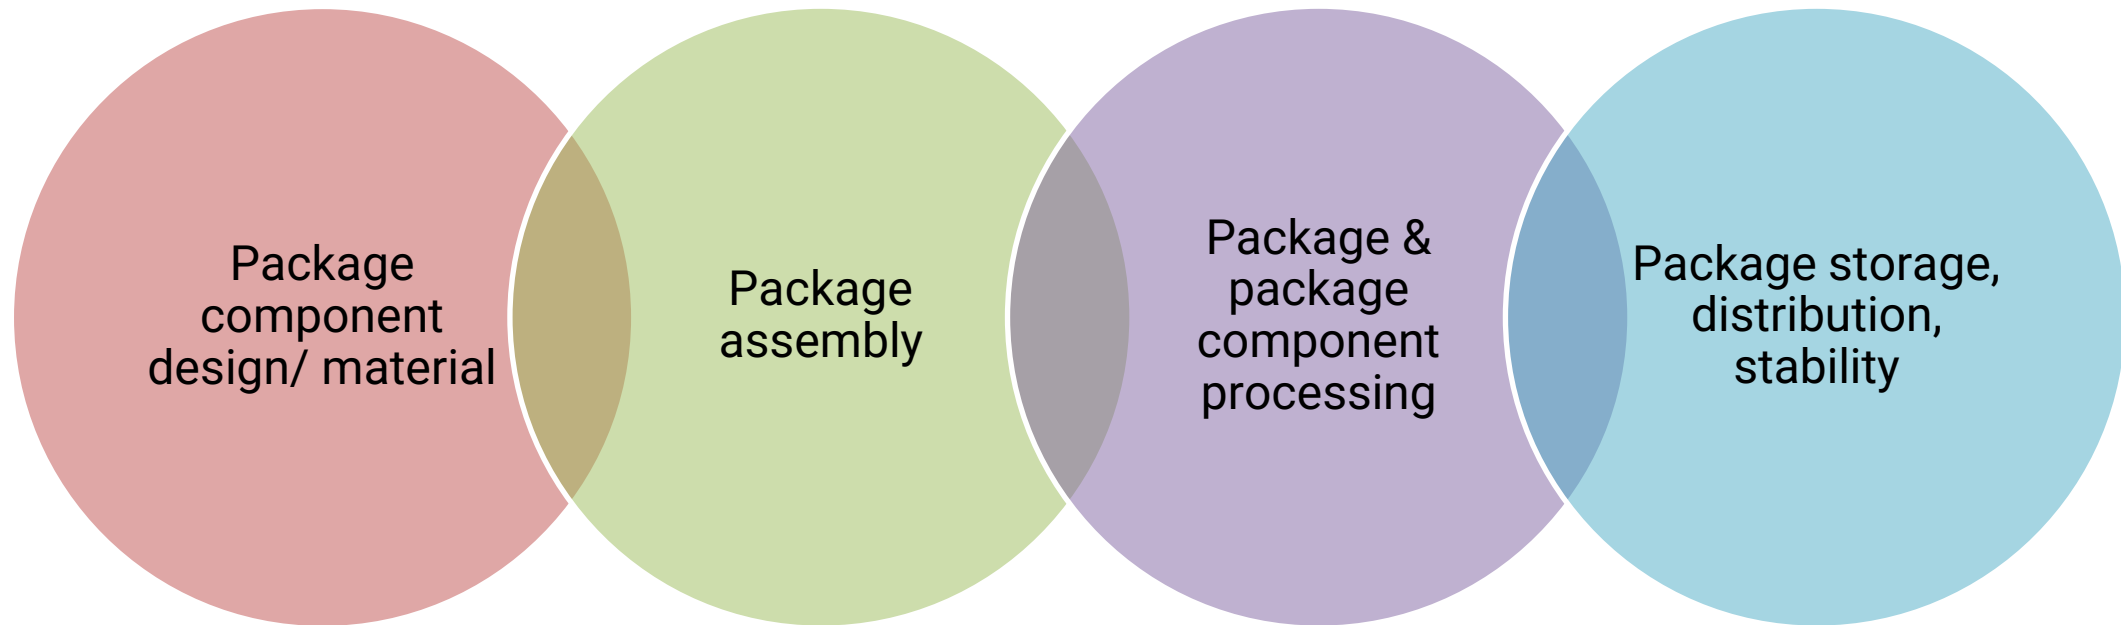 Package
component
design/ material
Package
assembly
Package &
package
component
processing
Package storage,
distribution,
stability